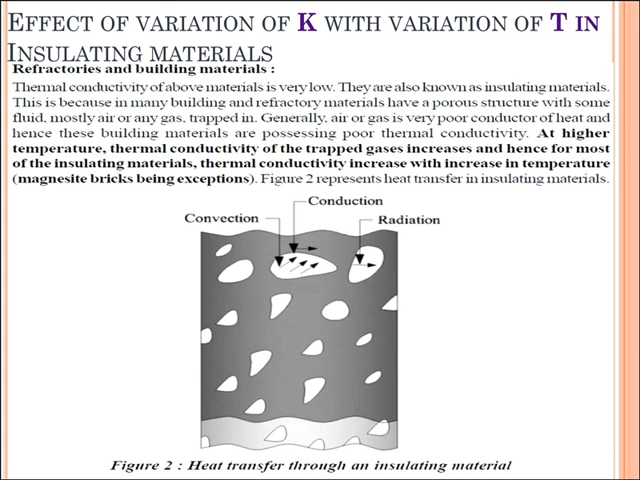 EFFECT OF VARIATION OF K WITH VARIATION OF T IN
INSULATING MATERIALS
Refractories and building materials :
Thermal conductivity of above materials is very low. They are also known as insulating materials.
This is because in many building and refractory materials have a porous structure with some
fluid, mostly air or any gas, trapped in. Generally, air or gas is very poor conductor of heat and
hence these building materials are possessing poor thermal conductivity. At higher
temperature, thermal conductivity of the trapped gases increases and hence for most
of the insulating materials, thermal conductivity increase with increase in temperature
(magnesite bricks being exceptions). Figure 2 represents heat transfer in insulating materials.
Conduction
Convection
Radiation
Figure 2 : Heat transfer through an insulating material